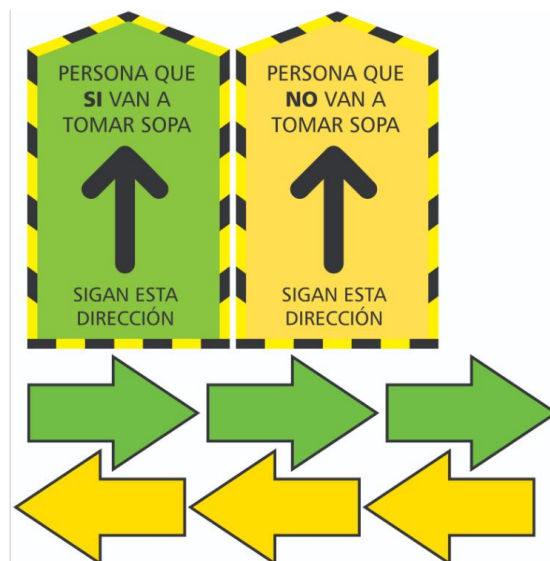 PERSONA QUE
SI VAN A
TOMAR SOPA
SIGAN ESTA
DIRECCIÓN
PERSONA QUE
NO VAN A
TOMAR SOPA
SIGAN ESTA
DIRECCIÓN